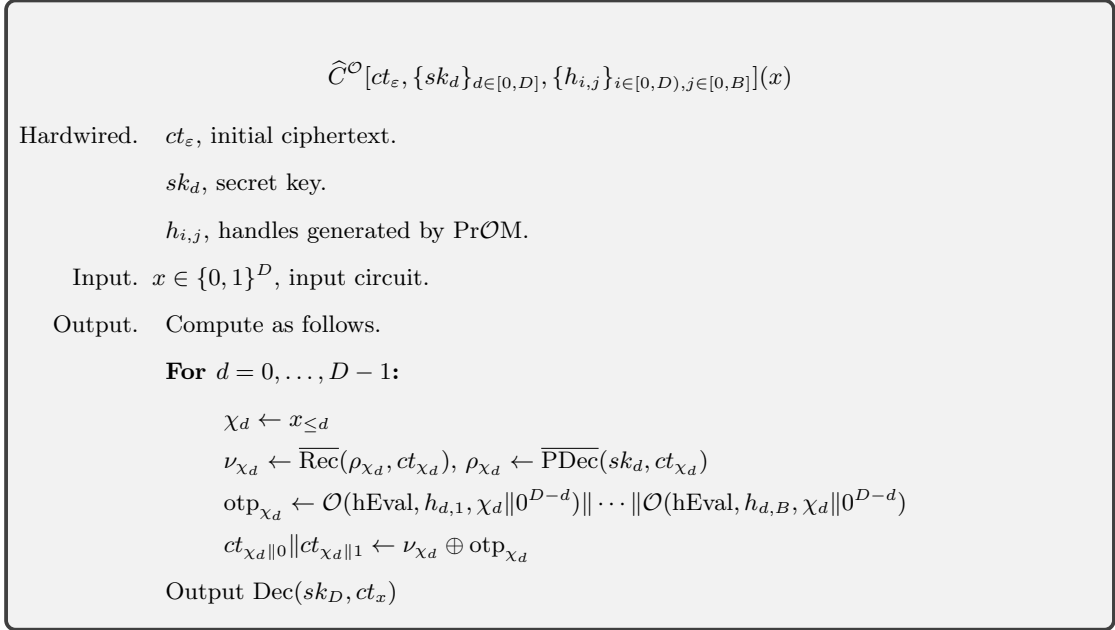 Ĉ^𝒪[ct_ε, {sk_d}_{d∈[0,D]}, {h_{i,j}}_{i∈[0,D),j∈[0,B]}](x)
Hardwired. ct_ε, initial ciphertext.
sk_d, secret key.
h_{i,j}, handles generated by Pr𝒪M.
Input. x ∈ {0, 1}^D, input circuit.
Output. Compute as follows.
For d = 0, . . . , D − 1:
χ_d ← x_{≤d}
ν_{χ_d} ← \overline{Rec}(ρ_{χ_d}, ct_{χ_d}), ρ_{χ_d} ← \overline{PDec}(sk_d, ct_{χ_d})
otp_{χ_d} ← 𝒪(hEval, h_{d,1}, χ_d‖0^{D−d})‖ · · · ‖𝒪(hEval, h_{d,B}, χ_d‖0^{D−d})
ct_{χ_d‖0}‖ct_{χ_d‖1} ← ν_{χ_d} ⊕ otp_{χ_d}
Output Dec(sk_D, ct_x)